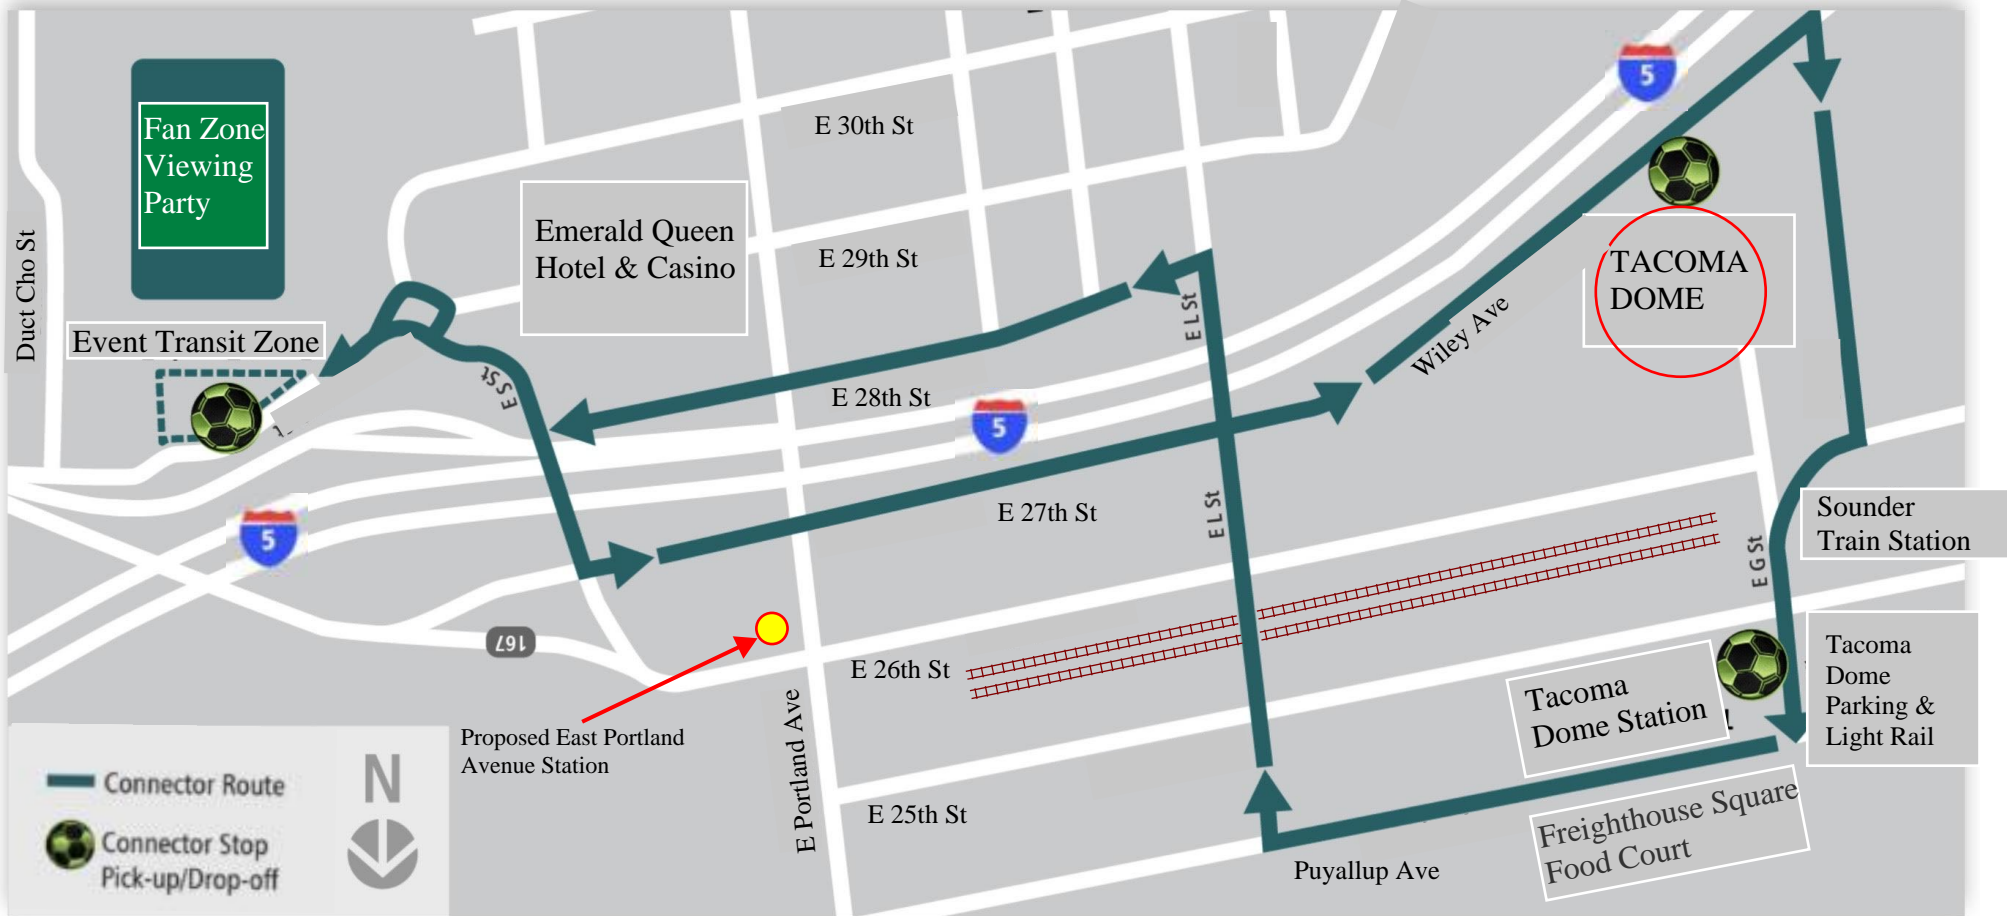 E 30th St
5
Fan Zone
Viewing
Party
Emerald Queen
Hotel & Casino
E 29th St
TACOMA
DOME
Duct Cho St
Event Transit Zone
E L St
Wiley Ave
E S St
E 28th St
5
E 27th St
E L St
5
Sounder
Train Station
E G St
167
E 26th St
Tacoma
Dome
Parking &
Light Rail
Tacoma
Dome Station
Proposed East Portland
Avenue Station
E Portland Ave
N
Connector Route
Connector Stop
Pick-up/Drop-off
E 25th St
Freighthouse Square
Food Court
Puyallup Ave